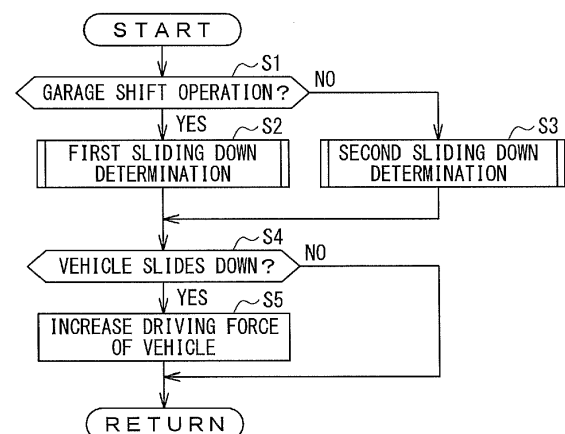 START
S1
GARAGE SHIFT OPERATION?
NO
YES
S2
S3
FIRST SLIDING DOWN
DETERMINATION
SECOND SLIDING DOWN
DETERMINATION
S4
VEHICLE SLIDES DOWN?
NO
YES
S5
INCREASE DRIVING FORCE
OF VEHICLE
RETURN